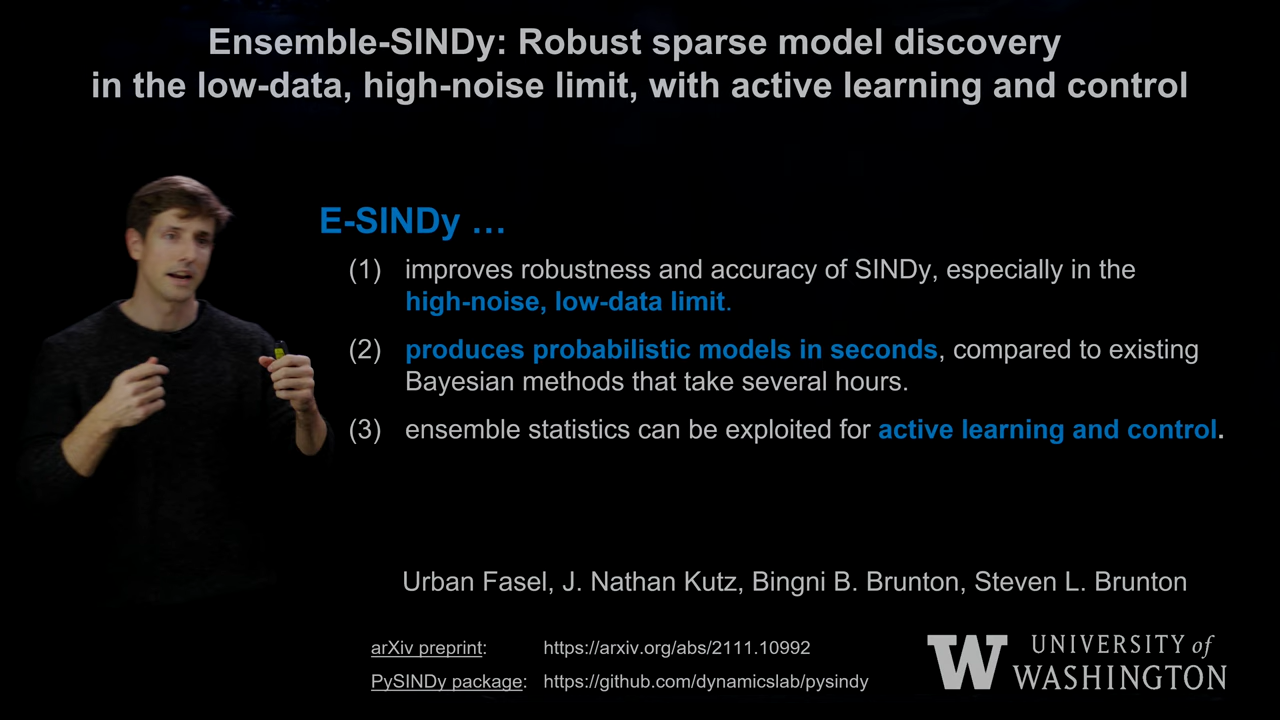 Ensemble-SINDy: Robust sparse model discovery
in the low-data, high-noise limit, with active learning and control
E-SINDy …
(1) improves robustness and accuracy of SINDy, especially in the
high-noise, low-data limit.
(2) produces probabilistic models in seconds, compared to existing
Bayesian methods that take several hours.
(3) ensemble statistics can be exploited for active learning and control.
Urban Fasel, J. Nathan Kutz, Bingni B. Brunton, Steven L. Brunton
arXiv preprint: https://arxiv.org/abs/2111.10992
PySINDy package: https://github.com/dynamicslab/pysindy
W UNIVERSITY of
WASHINGTON